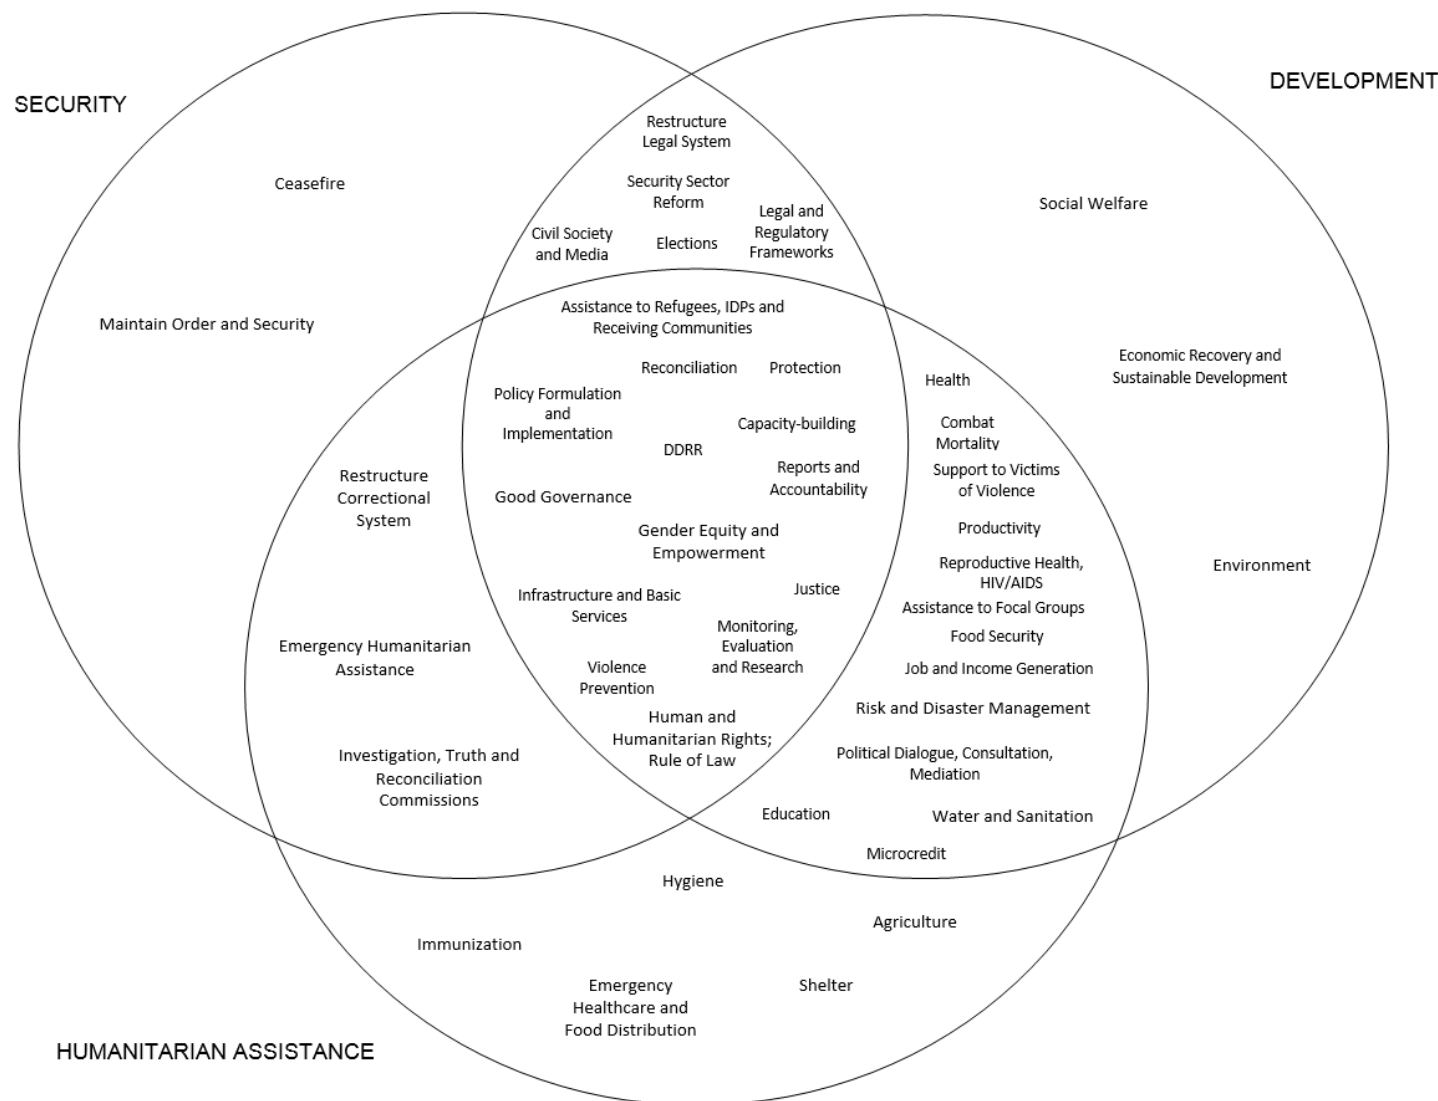 SECURITY
DEVELOPMENT
Ceasefire
Maintain Order and Security
Restructure
Legal System
Security Sector
Reform
Civil Society
and Media
Elections
Legal and
Regulatory
Frameworks
Social Welfare
Economic Recovery and
Sustainable Development
Environment
Assistance to Refugees, IDPs and
Receiving Communities
Reconciliation
Protection
Policy Formulation
and
Implementation
Capacity-building
DDRR
Reports and
Accountability
Good Governance
Gender Equity and
Empowerment
Justice
Infrastructure and Basic
Services
Monitoring,
Evaluation
and Research
Violence
Prevention
Human and
Humanitarian Rights;
Rule of Law
Restructure
Correctional
System
Emergency Humanitarian
Assistance
Investigation, Truth and
Reconciliation
Commissions
Health
Combat
Mortality
Support to Victims
of Violence
Productivity
Reproductive Health,
HIV/AIDS
Assistance to Focal Groups
Food Security
Job and Income Generation
Risk and Disaster Management
Political Dialogue, Consultation,
Mediation
Education
Water and Sanitation
Microcredit
Hygiene
Agriculture
Immunization
Emergency
Healthcare and
Food Distribution
Shelter
HUMANITARIAN ASSISTANCE